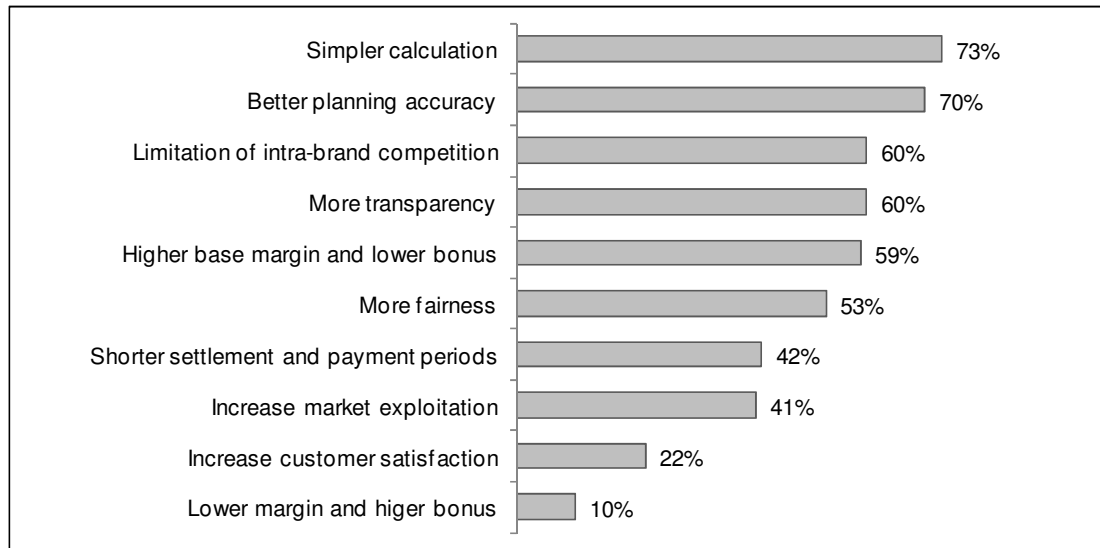 Simpler calculation 73%
Better planning accuracy 70%
Limitation of intra-brand competition 60%
More transparency 60%
Higher base margin and lower bonus 59%
More fairness 53%
Shorter settlement and payment periods 42%
Increase market exploitation 41%
Increase customer satisfaction 22%
Lower margin and higer bonus 10%